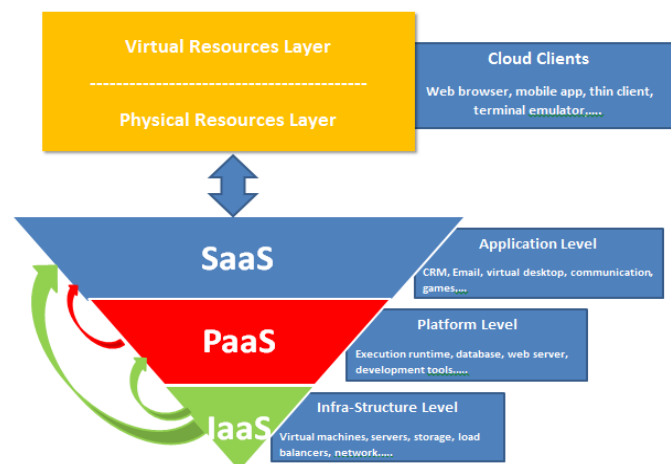 Virtual Resources Layer
------------------------------------------
Physical Resources Layer
Cloud Clients
Web browser, mobile app, thin client,
terminal emulator,.....
SaaS
Application Level
CRM, Email, virtual desktop, communication,
games,...
PaaS
Platform Level
Execution runtime, database, web server,
development tools.....
IaaS
Infra-Structure Level
Virtual machines, servers, storage, load
balancers, network.....